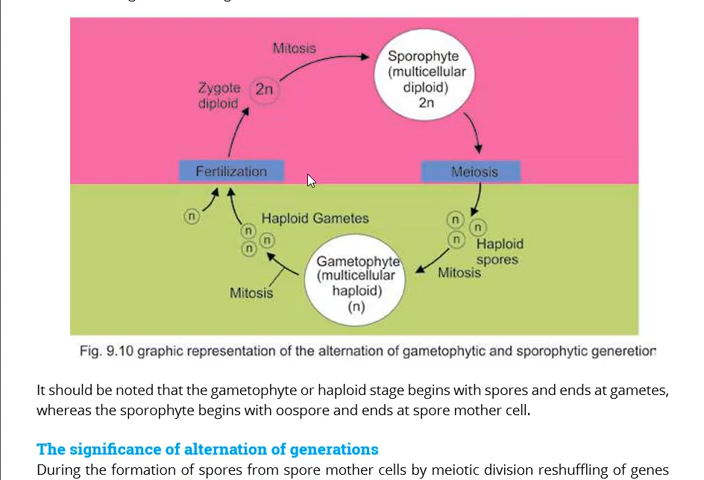 Mitosis
Sporophyte
(multicellular
diploid)
2n
Zygote
diploid
2n
Fertilization
Meiosis
n
Haploid Gametes
n
n
n
n
n
n
Haploid
spores
Gametophyte
(multicellular
haploid)
(n)
Mitosis
Mitosis
Fig. 9.10 graphic representation of the alternation of gametophytic and sporophytic generetion
It should be noted that the gametophyte or haploid stage begins with spores and ends at gametes,
whereas the sporophyte begins with oospore and ends at spore mother cell.
The significance of alternation of generations
During the formation of spores from spore mother cells by meiotic division reshuffling of genes